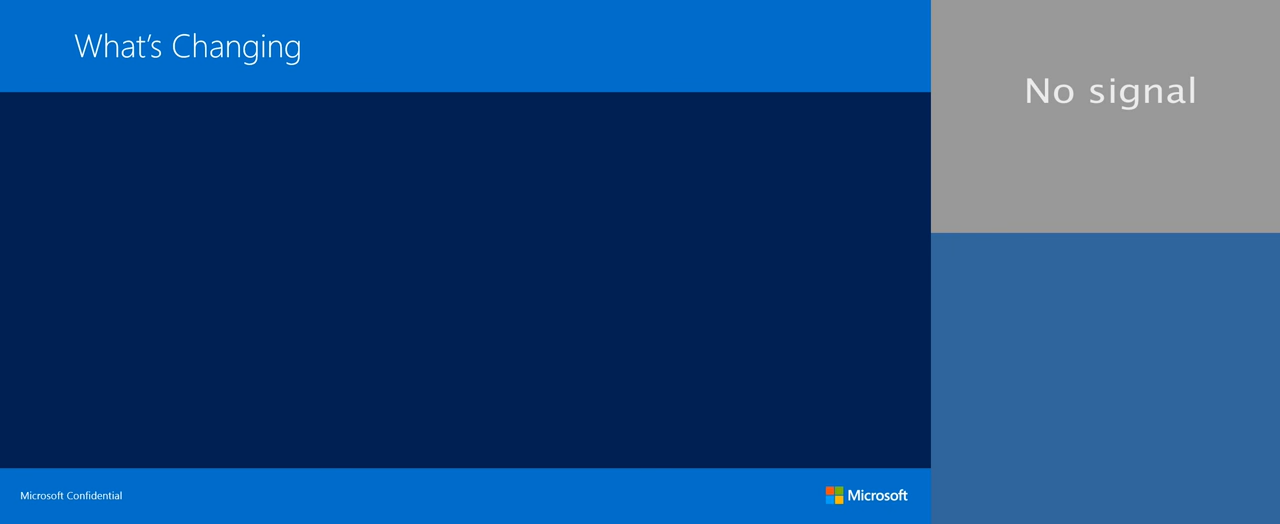 What's Changing
No signal
Microsoft Confidential
Microsoft